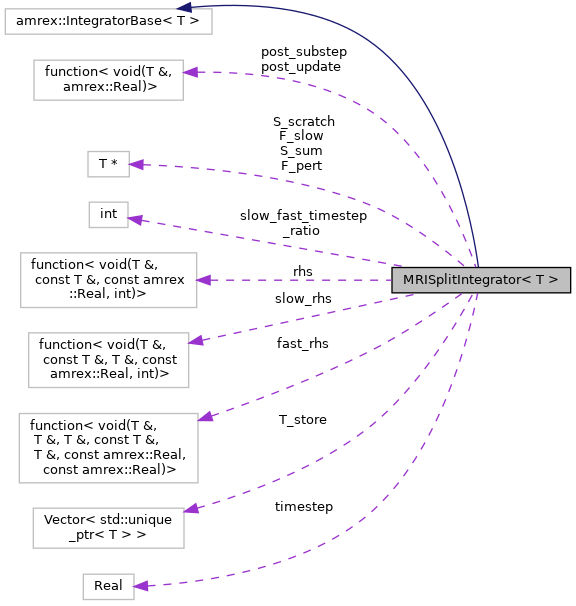 amrex::IntegratorBase< T >
post_substep
post_update
function< void(T &,
amrex::Real)>
S_scratch
F_slow
S_sum
F_pert
T *
int
slow_fast_timestep
_ratio
function< void(T &,
const T &, const amrex
::Real, int)>
rhs
MRISplitIntegrator< T >
slow_rhs
function< void(T &,
const T &, T &, const
amrex::Real, int)>
fast_rhs
function< void(T &,
T &, T &, const T &,
T &, const amrex::Real,
const amrex::Real)>
T_store
Vector< std::unique
_ptr< T > >
timestep
Real